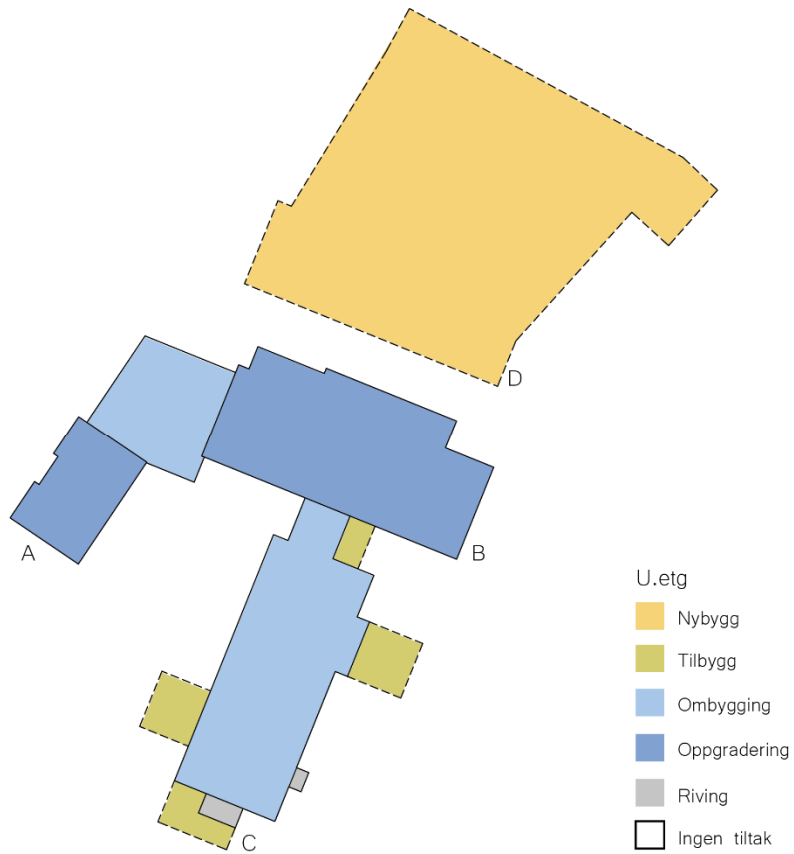 D
A
B
C
U.etg
Nybygg
Tilbygg
Ombygging
Oppgradering
Riving
Ingen tiltak